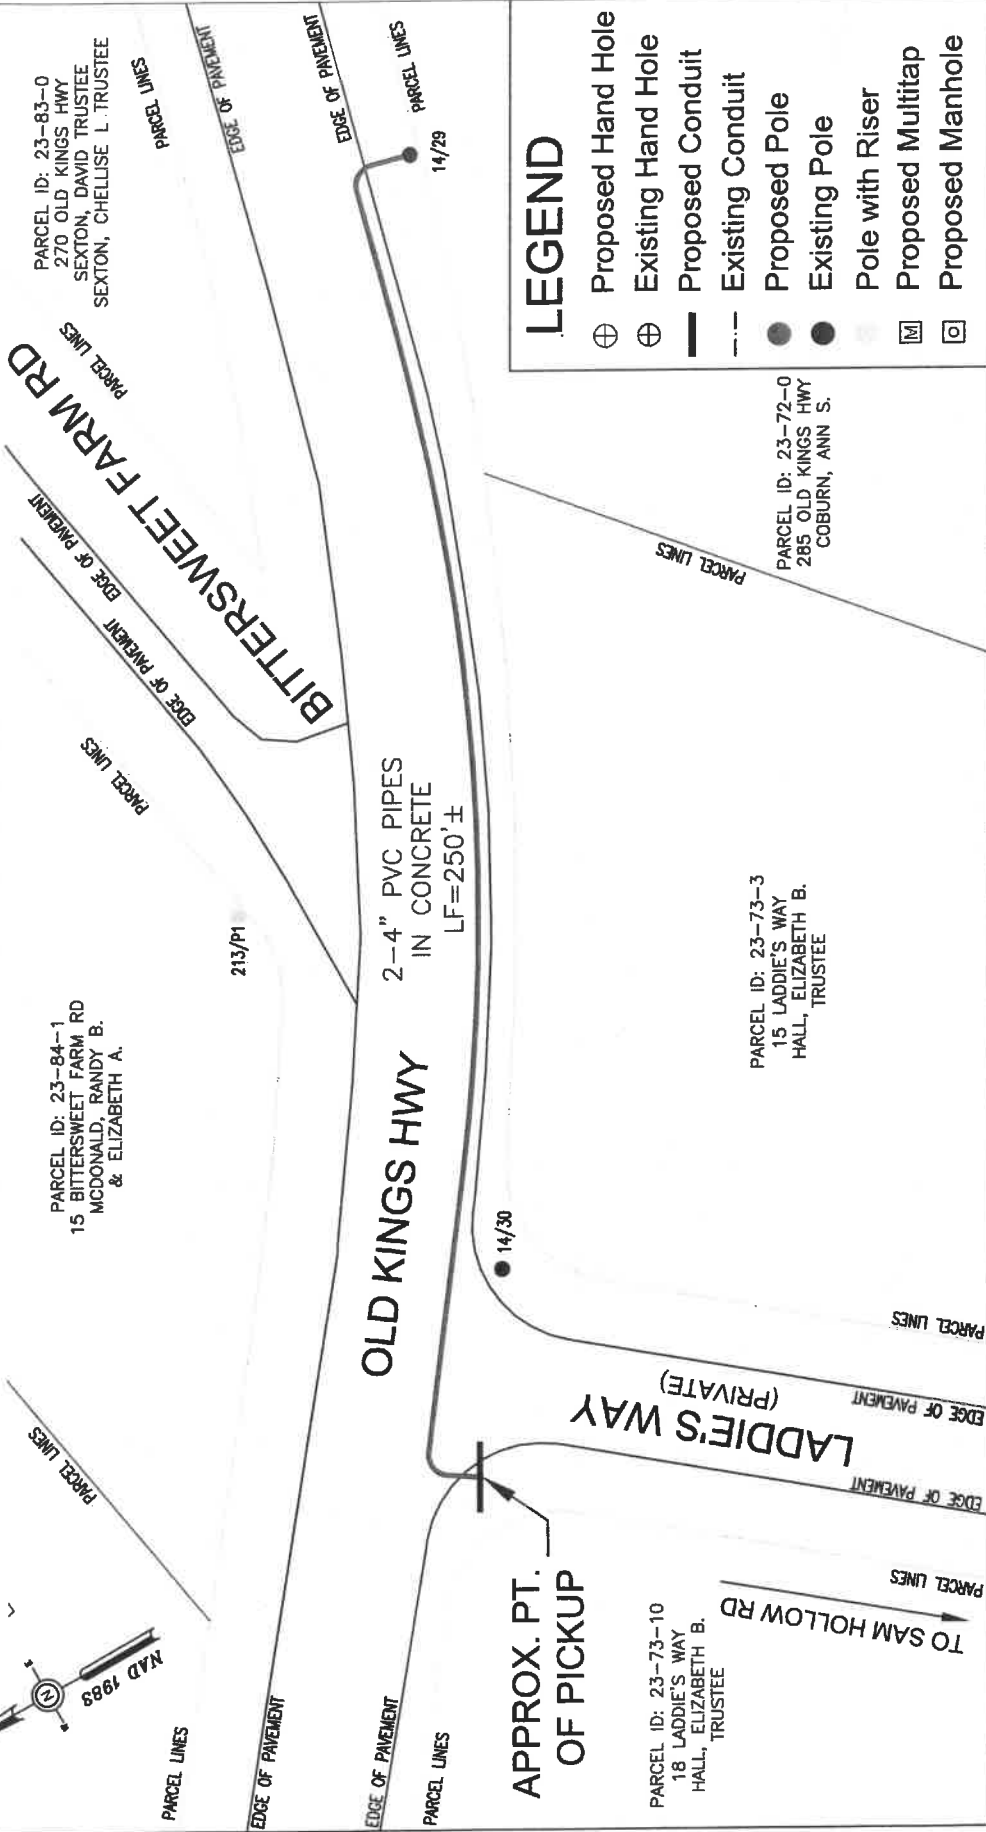 PARCEL ID: 23-83-0
270 OLD KINGS HWY
SEXTON, DAVID TRUSTEE
SEXTON, CHELLISE L. TRUSTEE
PARCEL LINES
EDGE OF PAVEMENT
EDGE OF PAVEMENT
PARCEL LINES
14/29
PARCEL LINES
BITTERSWEET FARM RD
EDGE OF PAVEMENT
EDGE OF PAVEMENT
PARCEL LINES
213/P1
PARCEL ID: 23-84-1
15 BITTERSWEET FARM RD
MCDONALD, RANDY B.
& ELIZABETH A.
PARCEL LINES
N
NAD 1983
2-4" PVC PIPES
IN CONCRETE
LF=250'±
OLD KINGS HWY
14/30
PARCEL LINES
EDGE OF PAVEMENT
EDGE OF PAVEMENT
PARCEL LINES
APPROX. PT.
OF PICKUP
LADDIE'S WAY
(PRIVATE)
EDGE OF PAVEMENT
EDGE OF PAVEMENT
PARCEL LINES
PARCEL LINES
TO SAM HOLLOW RD
PARCEL ID: 23-73-10
18 LADDIE'S WAY
HALL, ELIZABETH B.
TRUSTEE
PARCEL ID: 23-73-3
15 LADDIE'S WAY
HALL, ELIZABETH B.
TRUSTEE
PARCEL LINES
PARCEL ID: 23-72-0
285 OLD KINGS HWY
COBURN, ANN S.
LEGEND
Proposed Hand Hole
Existing Hand Hole
Proposed Conduit
Existing Conduit
Proposed Pole
Existing Pole
Pole with Riser
M Proposed Multitap
O Proposed Manhole